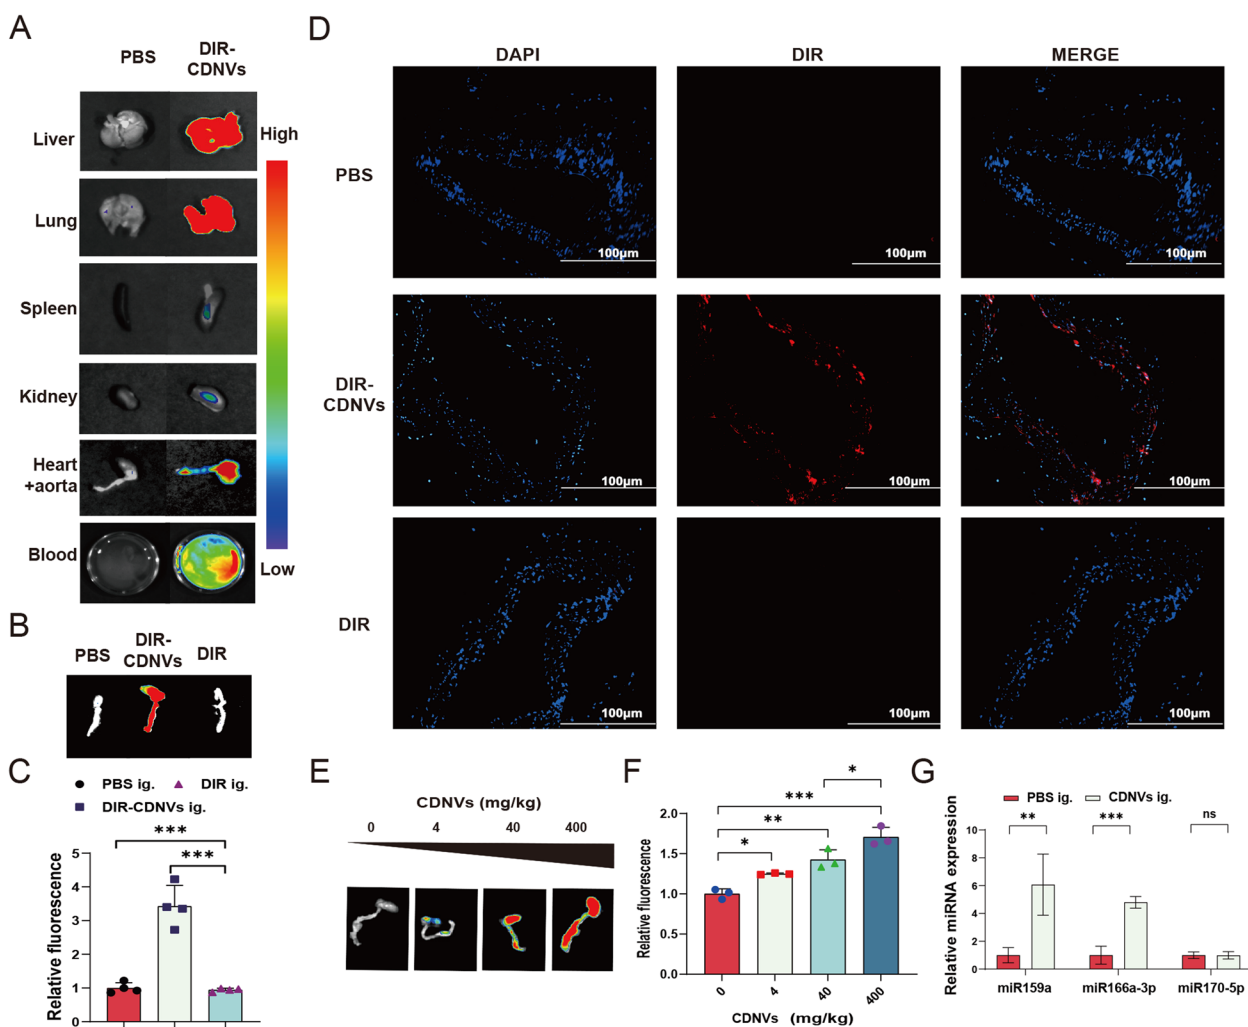 A
PBS
DIR-
CDNVs
Liver
Lung
Spleen
Kidney
Heart
+aorta
Blood
High
Low
B
PBS
DIR-
CDNVs
DIR
C
PBS ig.
DIR ig.
DIR-CDNVs ig.
***
***
Relative fluorescence
5
4
3
2
1
0
D
DAPI
DIR
MERGE
PBS
100μm
100μm
100μm
DIR-
CDNVs
100μm
100μm
100μm
DIR
100μm
100μm
100μm
E
CDNVs (mg/kg)
0
4
40
400
F
*
***
**
*
Relative fluorescence
2.0
1.5
1.0
0.5
0.0
0
4
40
400
CDNVs (mg/kg)
G
PBS ig.
CDNVs ig.
**
***
ns
Relative miRNA expression
10
8
6
4
2
0
miR159a
miR166a-3p
miR170-5p